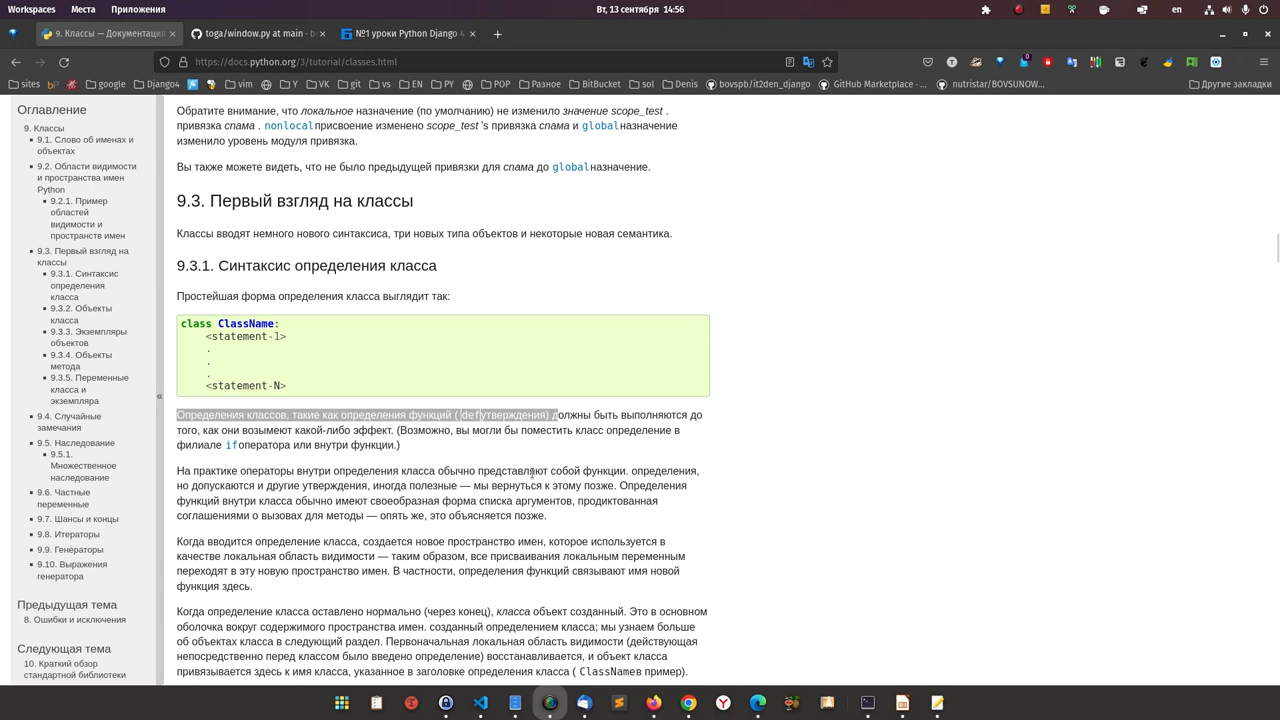 Workspaces Места Приложения Вт, 13 сентября 14:56 en
9. Классы — Документация toga/window.py at main · b №1 уроки Python Django 4.
https://docs.python.org/3/tutorial/classes.html
sites google Django4 vim Y VK git vs EN PY POP Разное BitBucket sol Denis bovspb/it2den_django GitHub Marketplace · ... nutristar/BOVSUNOW... Другие закладки
Оглавление
9. Классы
9.1. Слово об именах и
объектах
9.2. Области видимости
и пространства имен
Python
9.2.1. Пример
областей
видимости и
пространств имен
9.3. Первый взгляд на
классы
9.3.1. Синтаксис
определения
класса
9.3.2. Объекты
класса
9.3.3. Экземпляры
объектов
9.3.4. Объекты
метода
9.3.5. Переменные
класса и
экземпляра
9.4. Случайные
замечания
9.5. Наследование
9.5.1.
Множественное
наследование
9.6. Частные
переменные
9.7. Шансы и концы
9.8. Итераторы
9.9. Генераторы
9.10. Выражения
генератора
Предыдущая тема
8. Ошибки и исключения
Следующая тема
10. Краткий обзор
стандартной библиотеки
«
Обратите внимание, что локальное назначение (по умолчанию) не изменило значение scope_test .
привязка спама . nonlocalприсвоение изменено scope_test 's привязка спама и globalназначение
изменило уровень модуля привязка.
Вы также можете видеть, что не было предыдущей привязки для спама до globalназначение.
9.3. Первый взгляд на классы
Классы вводят немного нового синтаксиса, три новых типа объектов и некоторые новая семантика.
9.3.1. Синтаксис определения класса
Простейшая форма определения класса выглядит так:
class ClassName:
<statement-1>
.
.
.
<statement-N>
Определения классов, такие как определения функций ( defутверждения) должны быть выполняются до
того, как они возымеют какой-либо эффект. (Возможно, вы могли бы поместить класс определение в
филиале ifоператора или внутри функции.)
На практике операторы внутри определения класса обычно представляют собой функции. определения,
но допускаются и другие утверждения, иногда полезные — мы вернуться к этому позже. Определения
функций внутри класса обычно имеют своеобразная форма списка аргументов, продиктованная
соглашениями о вызовах для методы — опять же, это объясняется позже.
Когда вводится определение класса, создается новое пространство имен, которое используется в
качестве локальная область видимости — таким образом, все присваивания локальным переменным
переходят в эту новую пространство имен. В частности, определения функций связывают имя новой
функция здесь.
Когда определение класса оставлено нормально (через конец), класса объект созданный. Это в основном
оболочка вокруг содержимого пространства имен. созданный определением класса; мы узнаем больше
об объектах класса в следующий раздел. Первоначальная локальная область видимости (действующая
непосредственно перед классом было введено определение) восстанавливается, и объект класса
привязывается здесь к имя класса, указанное в заголовке определения класса ( ClassNameв пример).